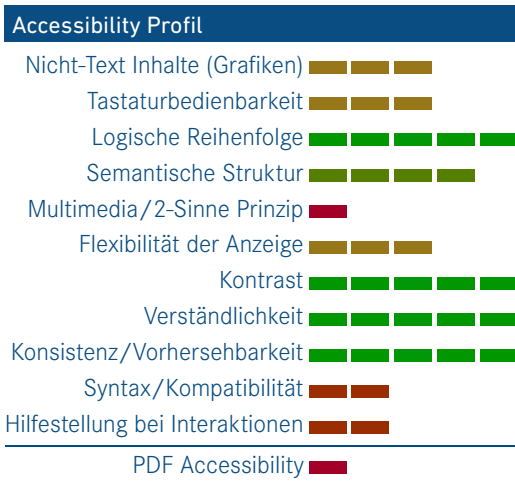 Accessibility Profil
Nicht-Text Inhalte (Grafiken)
Tastaturbedienbarkeit
Logische Reihenfolge
Semantische Struktur
Multimedia/2-Sinne Prinzip
Flexibilität der Anzeige
Kontrast
Verständlichkeit
Konsistenz/Vorhersehbarkeit
Syntax/Kompatibilität
Hilfestellung bei Interaktionen
PDF Accessibility